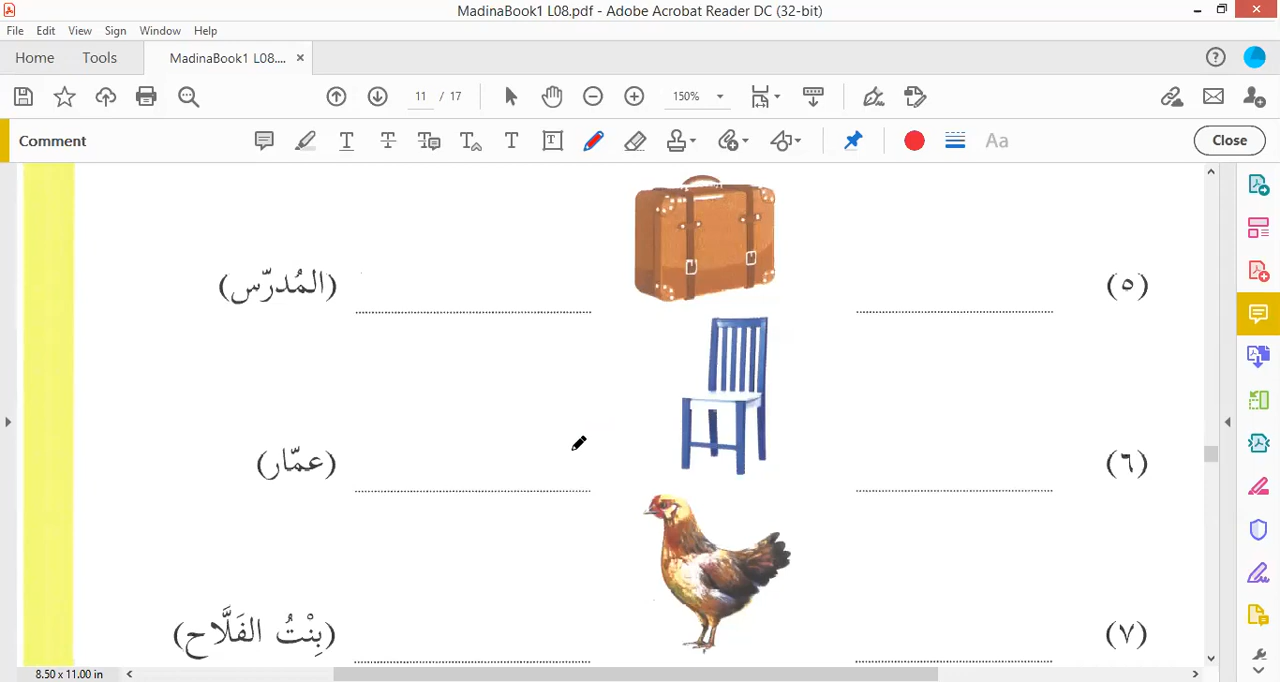 MadinaBook1 L08.pdf - Adobe Acrobat Reader DC (32-bit)
File Edit View Sign Window Help
Home Tools MadinaBook1 L08....
11 / 17 150%
Comment Close
(٥) (المُدرّس)
(٦) (عمّار)
(٧) (بِنْتُ الفَلَّاح)
8.50 x 11.00 in